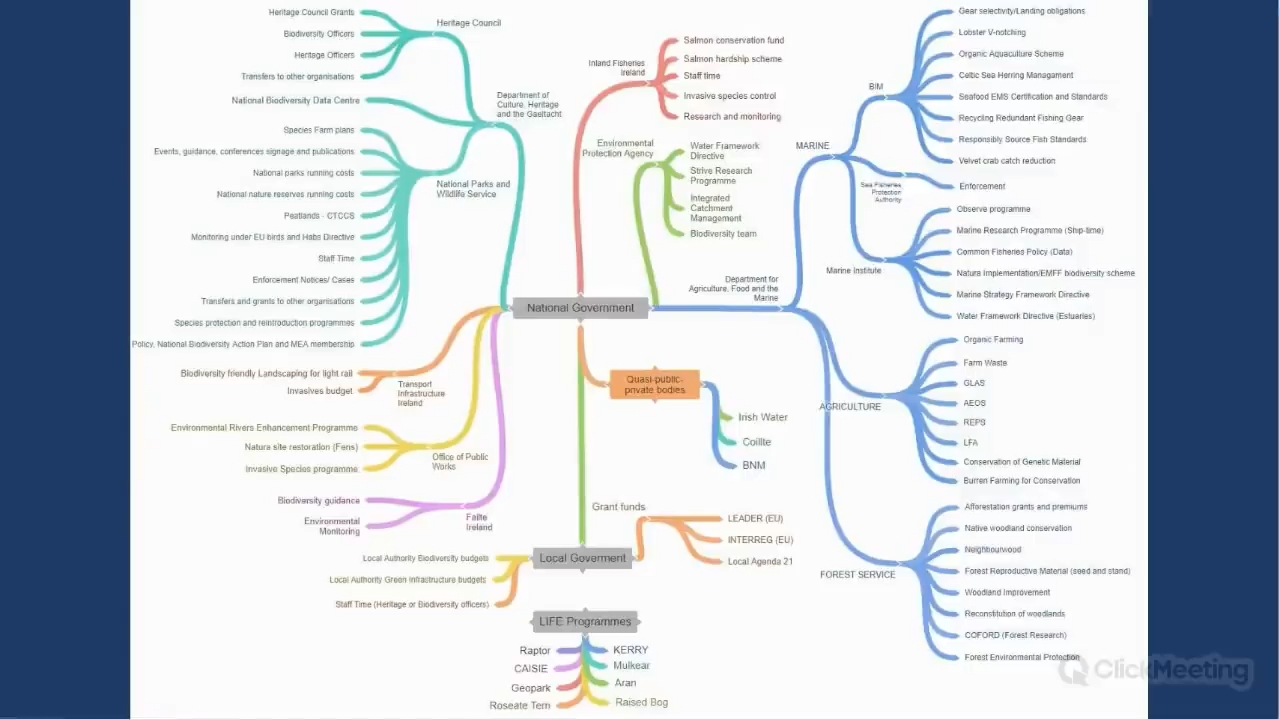 Heritage Council Grants
Biodiversity Officers
Heritage Officers
Transfers to other organisations
Heritage Council
National Biodiversity Data Centre
Department of
Culture, Heritage
and the Gaeltacht
Species Farm plans
Events, guidance, conferences signage and publications
National parks running costs
National nature reserves running costs
Peatlands - CTCCS
Monitoring under EU birds and Habs Directive
Staff Time
Enforcement Notices/ Cases
Transfers and grants to other organisations
Species protection and reintroduction programmes
Policy, National Biodiversity Action Plan and MEA membership
National Parks and
Wildlife Service
Biodiversity friendly Landscaping for light rail
Invasives budget
Transport
Infrastructure
Ireland
Environmental Rivers Enhancement Programme
Natura site restoration (Fens)
Invasive Species programme
Office of Public
Works
Biodiversity guidance
Environmental
Monitoring
Failte
Ireland
Inland Fisheries
Ireland
Salmon conservation fund
Salmon hardship scheme
Staff time
Invasive species control
Research and monitoring
Environmental
Protection Agency
Water Framework
Directive
Strive Research
Programme
Integrated
Catchment
Management
Biodiversity team
National Government
Department for
Agriculture, Food and the
Marine
MARINE
BIM
Gear selectivity/Landing obligations
Lobster V-notching
Organic Aquaculture Scheme
Celtic Sea Herring Managament
Seafood EMS Certification and Standards
Recycling Redundant Fishing Gear
Responsibly Source Fish Standards
Velvet crab catch reduction
Sea Fisheries
Protection
Authority
Enforcement
Marine Institute
Observe programme
Marine Research Programme (Ship-time)
Common Fisheries Policy (Data)
Natura Implementation/EMFF biodiversity scheme
Marine Strategy Framework Directive
Water Framework Directive (Estuaries)
AGRICULTURE
Organic Farming
Farm Waste
GLAS
AEOS
REPS
LFA
Conservation of Genetic Material
Burren Farming for Conservation
FOREST SERVICE
Afforestation grants and premiums
Native woodland conservation
Neighbourwood
Forest Reproductive Material (seed and stand)
Woodland Improvement
Reconstitution of woodlands
COFORD (Forest Research)
Forest Environmental Protection
Quasi-public-
private bodies
Irish Water
Coillte
BNM
Grant funds
LEADER (EU)
INTERREG (EU)
Local Agenda 21
Local Goverment
Local Authority Biodiversity budgets
Local Authority Green Infrastructure budgets
Staff Time (Heritage or Biodiversity officers)
LIFE Programmes
Raptor
CAISIE
Geopark
Roseate Tern
KERRY
Mulkear
Aran
Raised Bog
ClickMeeting